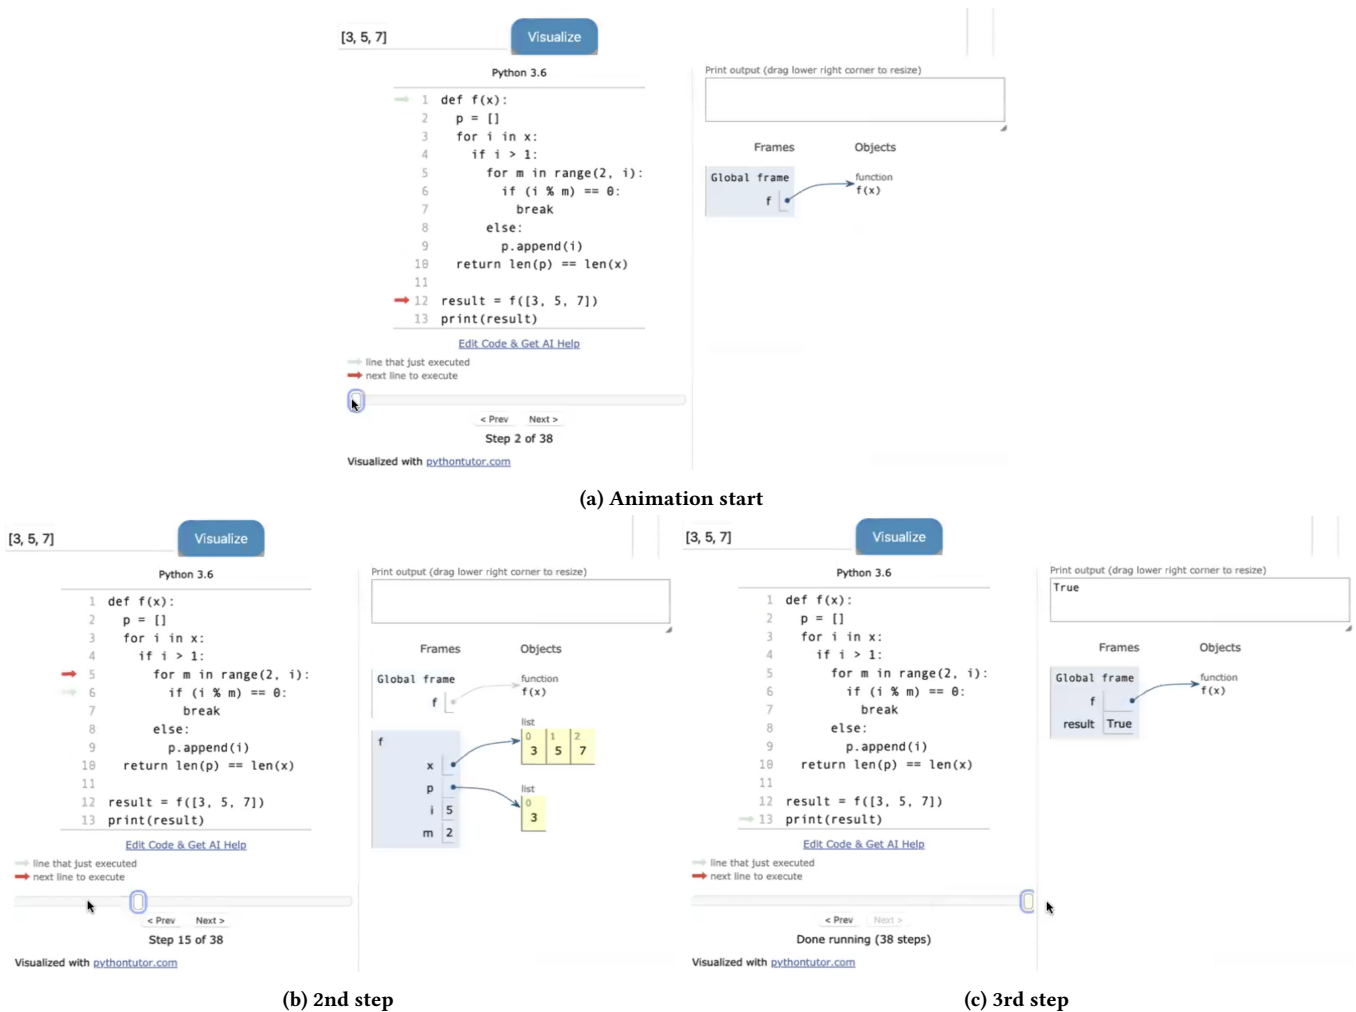 [3, 5, 7]
Visualize
Python 3.6
1 def f(x):
2 p = []
3 for i in x:
4 if i > 1:
5 for m in range(2, i):
6 if (i % m) == 0:
7 break
8 else:
9 p.append(i)
10 return len(p) == len(x)
11
12 result = f([3, 5, 7])
13 print(result)
Edit Code & Get AI Help
line that just executed
next line to execute
< Prev Next >
Step 2 of 38
Visualized with pythontutor.com
Print output (drag lower right corner to resize)
Frames Objects
Global frame
f
function
f(x)
(a) Animation start
[3, 5, 7]
Visualize
Python 3.6
1 def f(x):
2 p = []
3 for i in x:
4 if i > 1:
5 for m in range(2, i):
6 if (i % m) == 0:
7 break
8 else:
9 p.append(i)
10 return len(p) == len(x)
11
12 result = f([3, 5, 7])
13 print(result)
Edit Code & Get AI Help
line that just executed
next line to execute
< Prev Next >
Step 15 of 38
Visualized with pythontutor.com
Print output (drag lower right corner to resize)
Frames Objects
Global frame
f
function
f(x)
f
x
p
i 5
m 2
list
0 1 2
3 5 7
list
0
3
(b) 2nd step
[3, 5, 7]
Visualize
Python 3.6
1 def f(x):
2 p = []
3 for i in x:
4 if i > 1:
5 for m in range(2, i):
6 if (i % m) == 0:
7 break
8 else:
9 p.append(i)
10 return len(p) == len(x)
11
12 result = f([3, 5, 7])
13 print(result)
Edit Code & Get AI Help
line that just executed
next line to execute
< Prev Next >
Done running (38 steps)
Visualized with pythontutor.com
Print output (drag lower right corner to resize)
True
Frames Objects
Global frame
f
result True
function
f(x)
(c) 3rd step